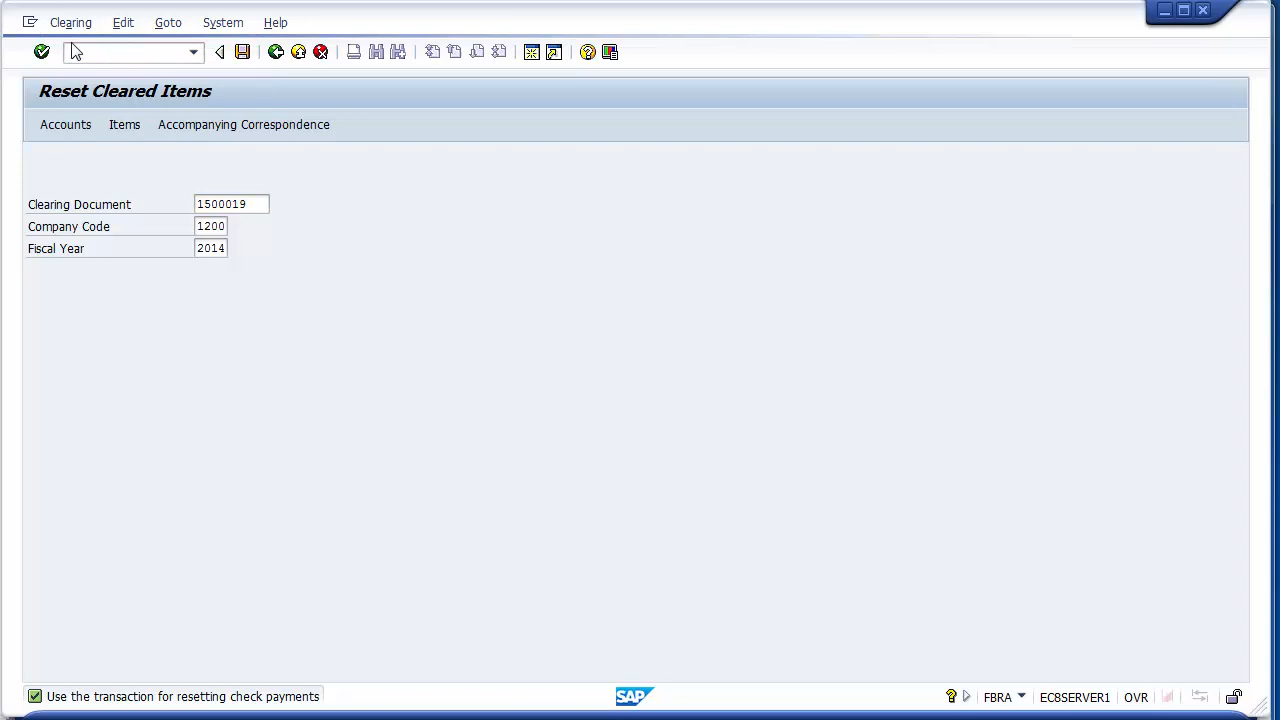 Clearing Edit Goto System Help
Reset Cleared Items
Accounts Items Accompanying Correspondence
Clearing Document 1500019
Company Code 1200
Fiscal Year 2014
Use the transaction for resetting check payments SAP FBRA EC8SERVER1 OVR